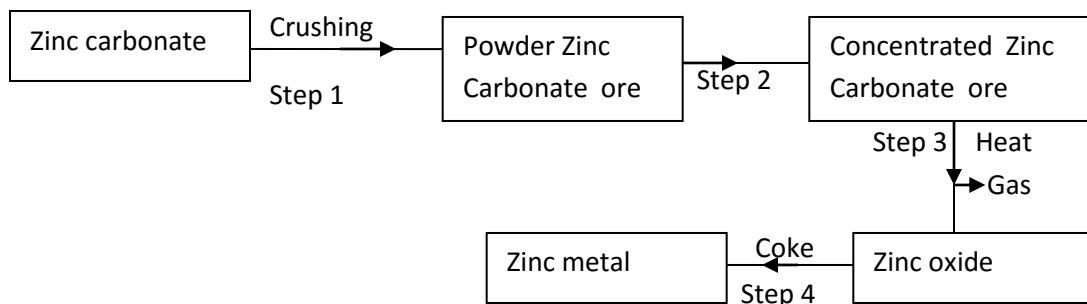 Zinc carbonate
Crushing
Step 1
Powder Zinc
Carbonate ore
Step 2
Concentrated Zinc
Carbonate ore
Step 3 Heat
Gas
Zinc oxide
Coke
Step 4
Zinc metal